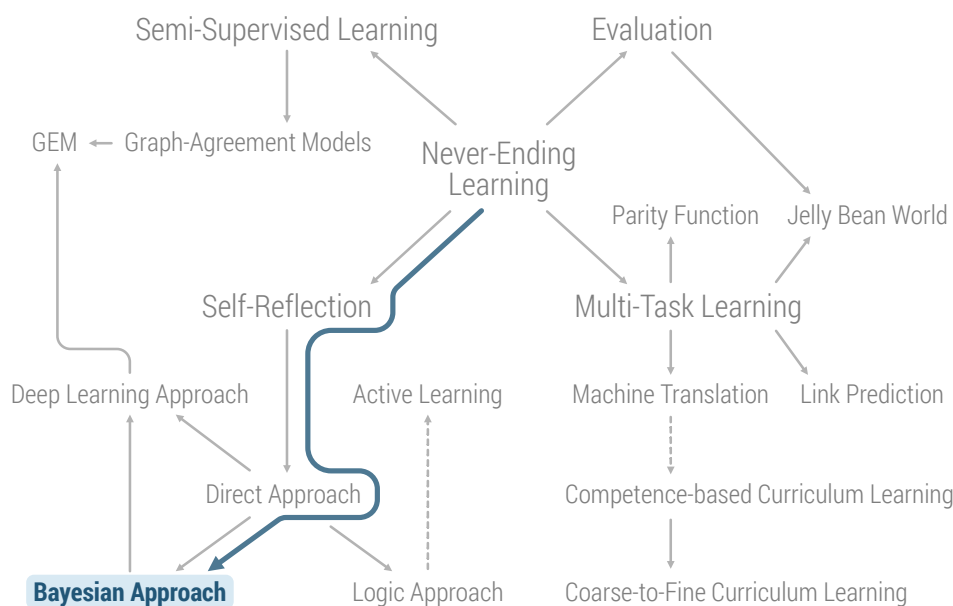 Semi-Supervised Learning
Evaluation
GEM
Graph-Agreement Models
Never-Ending
Learning
Parity Function
Jelly Bean World
Self-Reflection
Multi-Task Learning
Deep Learning Approach
Active Learning
Machine Translation
Link Prediction
Direct Approach
Competence-based Curriculum Learning
Bayesian Approach
Logic Approach
Coarse-to-Fine Curriculum Learning